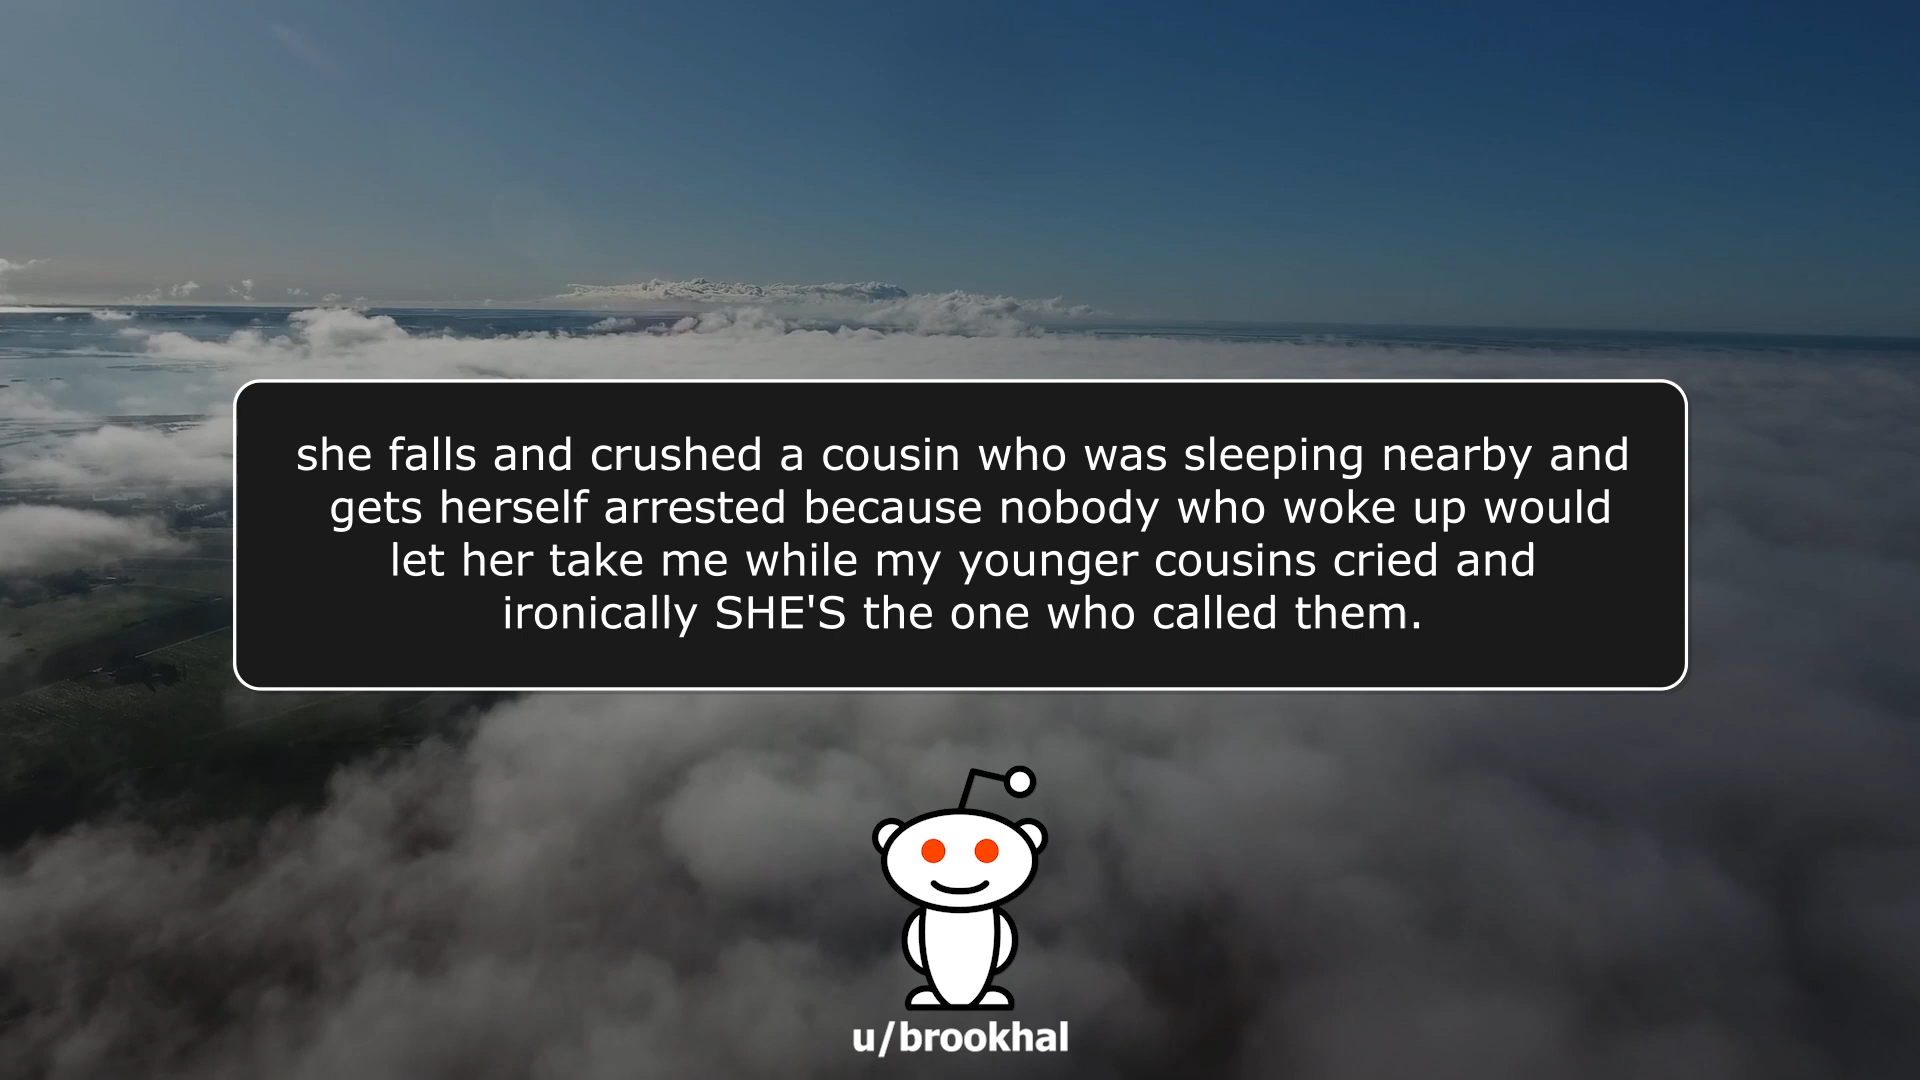 she falls and crushed a cousin who was sleeping nearby and
gets herself arrested because nobody who woke up would
let her take me while my younger cousins cried and
ironically SHE'S the one who called them.
u/brookhal